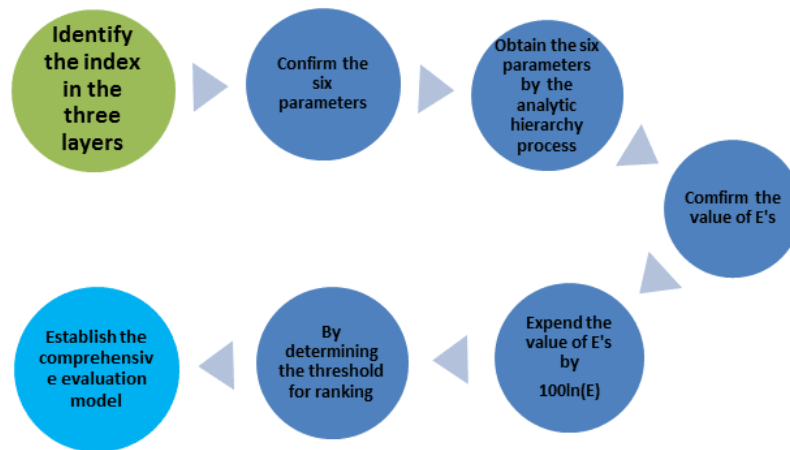 Identify
the index
in the
three
layers
Confirm the
six
parameters
Obtain the six
parameters
by the
analytic
hierarchy
process
Comfirm the
value of E's
Expend the
value of E's
by
100ln(E)
By
determining
the threshold
for ranking
Establish the
comprehensiv
e evaluation
model